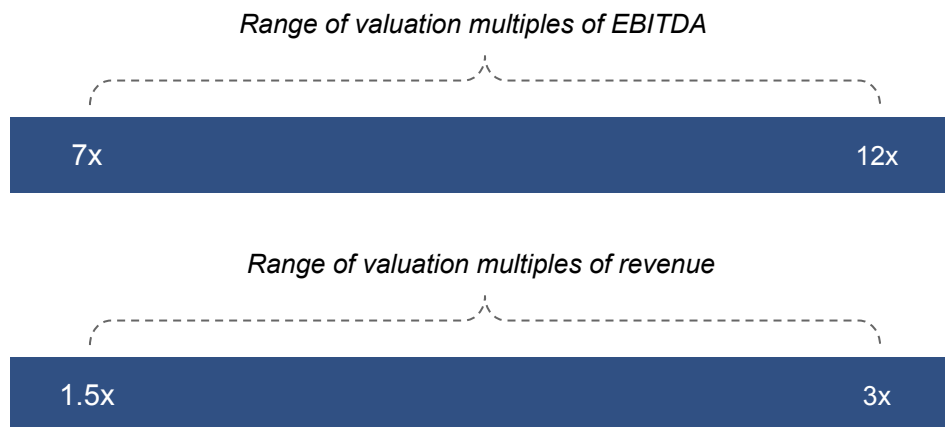 Range of valuation multiples of EBITDA
7x 12x
Range of valuation multiples of revenue
1.5x 3x